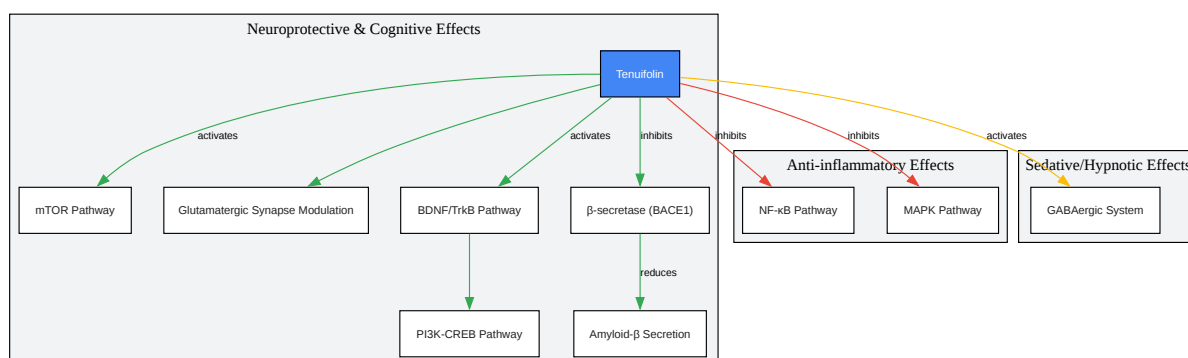 Neuroprotective & Cognitive Effects
Tenuifolin
activates
activates
inhibits
inhibits
inhibits
activates
Anti-inflammatory Effects
Sedative/Hypnotic Effects
mTOR Pathway
Glutamatergic Synapse Modulation
BDNF/TrkB Pathway
β-secretase (BACE1)
NF-κB Pathway
MAPK Pathway
GABAergic System
reduces
PI3K-CREB Pathway
Amyloid-β Secretion